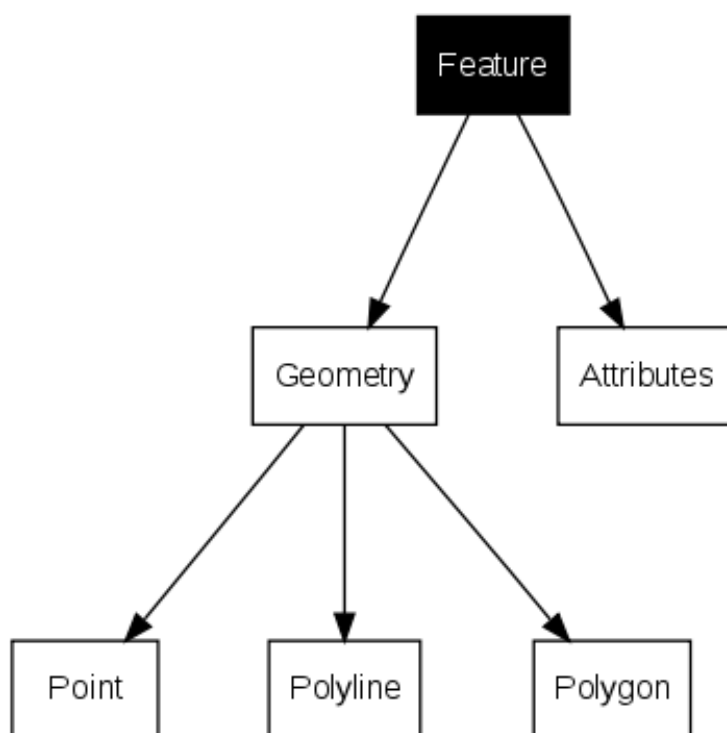 Feature
Geometry
Attributes
Point
Polyline
Polygon